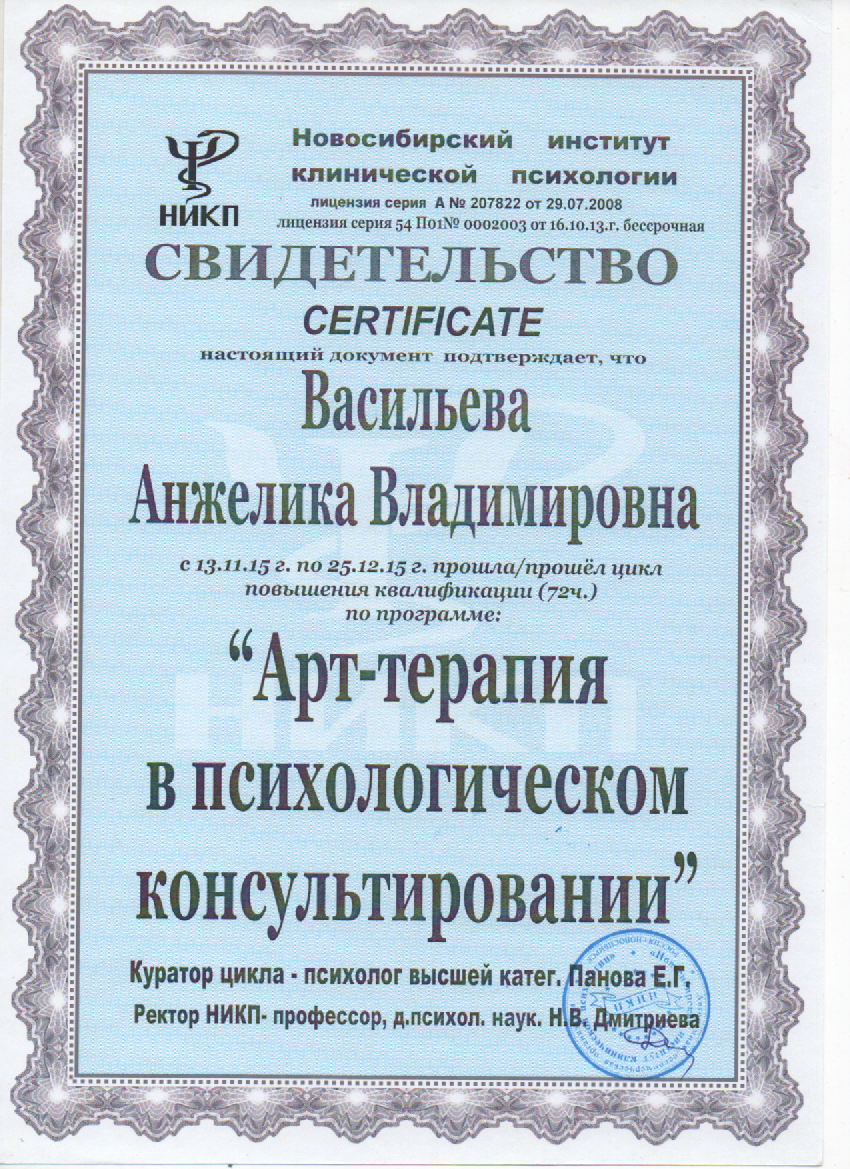 Новосибирский институт
клинической психологии
НИКП
лицензия серия А № 207822 от 29.07.2008
лицензия серия 54 П01№ 0002003 от 16.10.13.г. бессрочная
СВИДЕТЕЛЬСТВО
CERTIFICATE
настоящий документ подтверждает, что
Васильева
Анжелика Владимировна
с 13.11.15 г. по 25.12.15 г. прошла/прошёл цикл
повышения квалификации (72ч.)
по программе:
“Арт-терапия
в психологическом
консультировании”
НИКП
Куратор цикла - психолог высшей катег. Панова Е.Г.
Ректор НИКП- профессор, д.психол. наук. Н.В. Дмитриева
НИКП